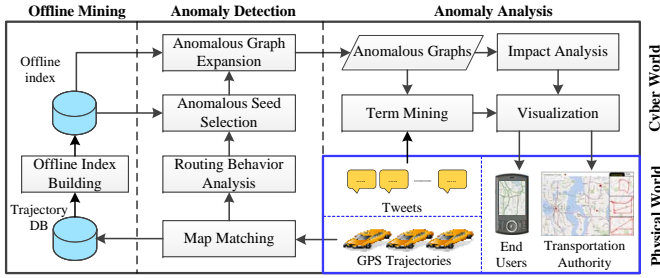 Offline Mining
Anomaly Detection
Anomaly Analysis
Offline
index
Anomalous Graph
Expansion
Anomalous Graphs
Impact Analysis
Anomalous Seed
Selection
Term Mining
Visualization
Cyber World
Offline Index
Building
Routing Behavior
Analysis
Tweets
Trajectory
DB
Map Matching
GPS Trajectories
End
Users
Transportation
Authority
Physical World